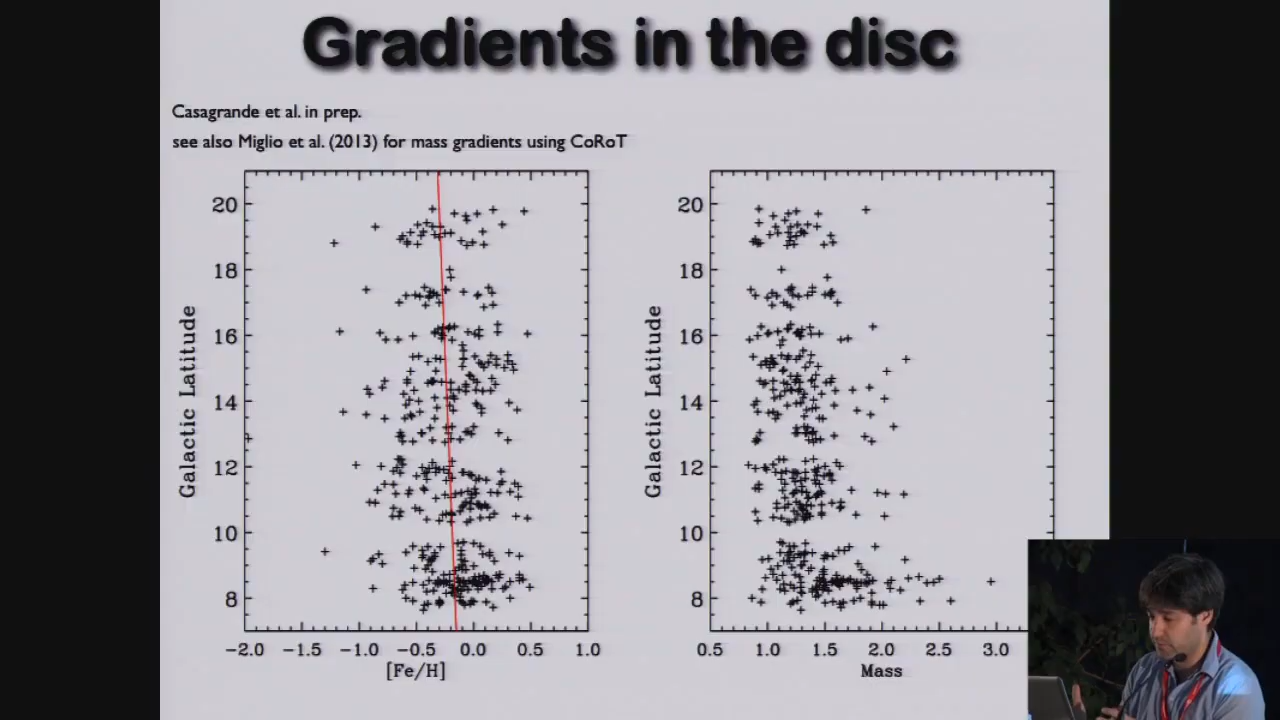 Gradients in the disc
Casagrande et al. in prep.
see also Miglio et al. (2013) for mass gradients using CoRoT
20
18
16
14
12
10
8
Galactic Latitude
-2.0 -1.5 -1.0 -0.5 0.0 0.5 1.0
[Fe/H]
20
18
16
14
12
10
8
Galactic Latitude
0.5 1.0 1.5 2.0 2.5 3.0
Mass